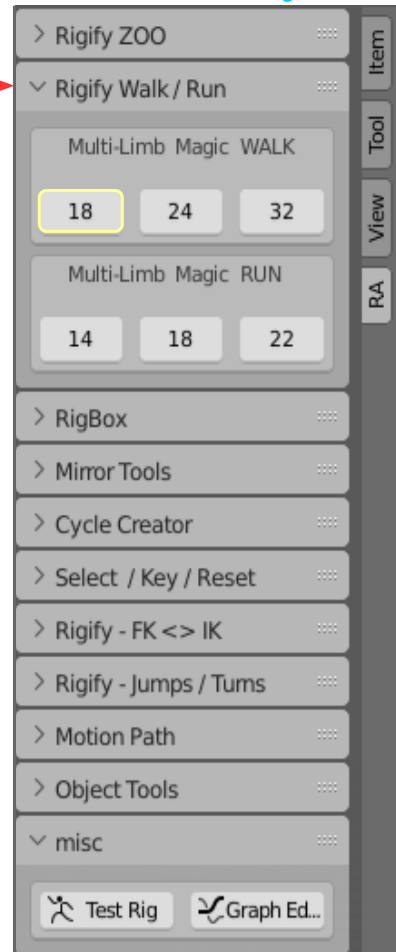 Rigify ZOO
Rigify Walk / Run
Multi-Limb Magic WALK
18 24 32
Multi-Limb Magic RUN
14 18 22
RigBox
Mirror Tools
Cycle Creator
Select / Key / Reset
Rigify - FK <> IK
Rigify - Jumps / Turns
Motion Path
Object Tools
misc
Test Rig Graph Ed...
Item
Tool
View
RA